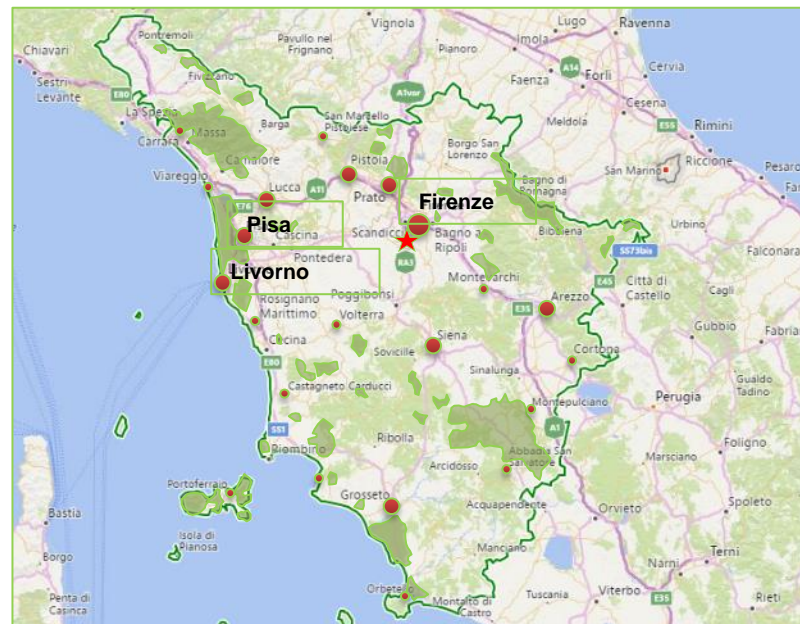 Vignola
Lugo
Ravenna
Pontremoli
Pavullo nel
Frignano
Pianoro
Imola
Chiavari
A14
Forlì
Cervia
Faenza
Sestri
Levante
Fivizzano
E80
A1var
Cesena
La Spezia
San Marcello
Pistoiese
Meldola
E55
Rimini
Carrara
Massa
Barga
Borgo San
Lorenzo
Riccione
Camaiore
Pistoia
San Marino
Pesaro
Fano
Viareggio
Lucca
A11
Prato
Bagno di
Romagna
E76
Firenze
Urbino
Pisa
Cascina
Scandicci
Bagno a
Ripoli
Bibbiena
SS73bis
Falconara
Livorno
Pontedera
RA3
Montevarchi
E45
Città di
Castello
Cagli
Rosignano
Marittimo
Poggibonsi
Volterra
E35
Arezzo
Gubbio
Fabria
Cecina
Siena
Sovicille
E80
Sinalunga
Cortona
Gualdo
Tadino
Castagneto Carducci
Montepulciano
Perugia
SS1
Ribolla
A1
Foligno
Piombino
Arcidosso
Abbadia San
Salvatore
Marsciano
Portoferraio
Grosseto
Acquapendente
Orvieto
Spoleto
Bastia
Isola di
Pianosa
Manciano
Terni
Borgo
Narni
Orbetello
Tuscania
Viterbo
E35
Penta di
Casinca
Montalto di
Castro
Rieti